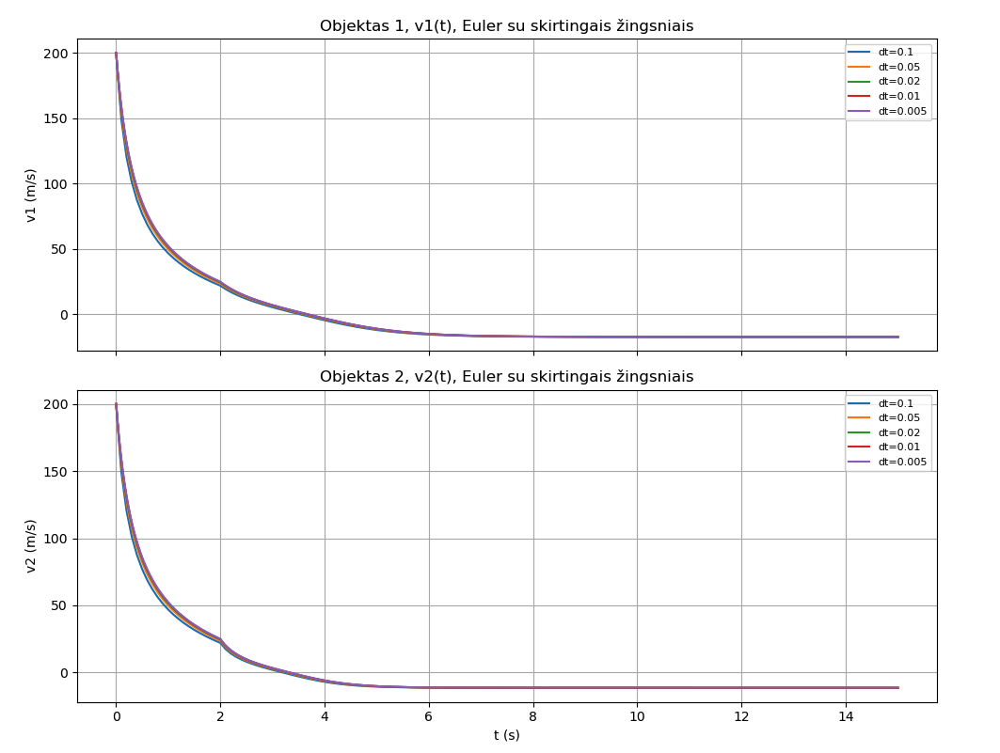 Objektas 1, v1(t), Euler su skirtingais žingsniais
200
150
100
50
0
v1 (m/s)
dt=0.1
dt=0.05
dt=0.02
dt=0.01
dt=0.005
Objektas 2, v2(t), Euler su skirtingais žingsniais
200
150
100
50
0
v2 (m/s)
dt=0.1
dt=0.05
dt=0.02
dt=0.01
dt=0.005
0 2 4 6 8 10 12 14
t (s)